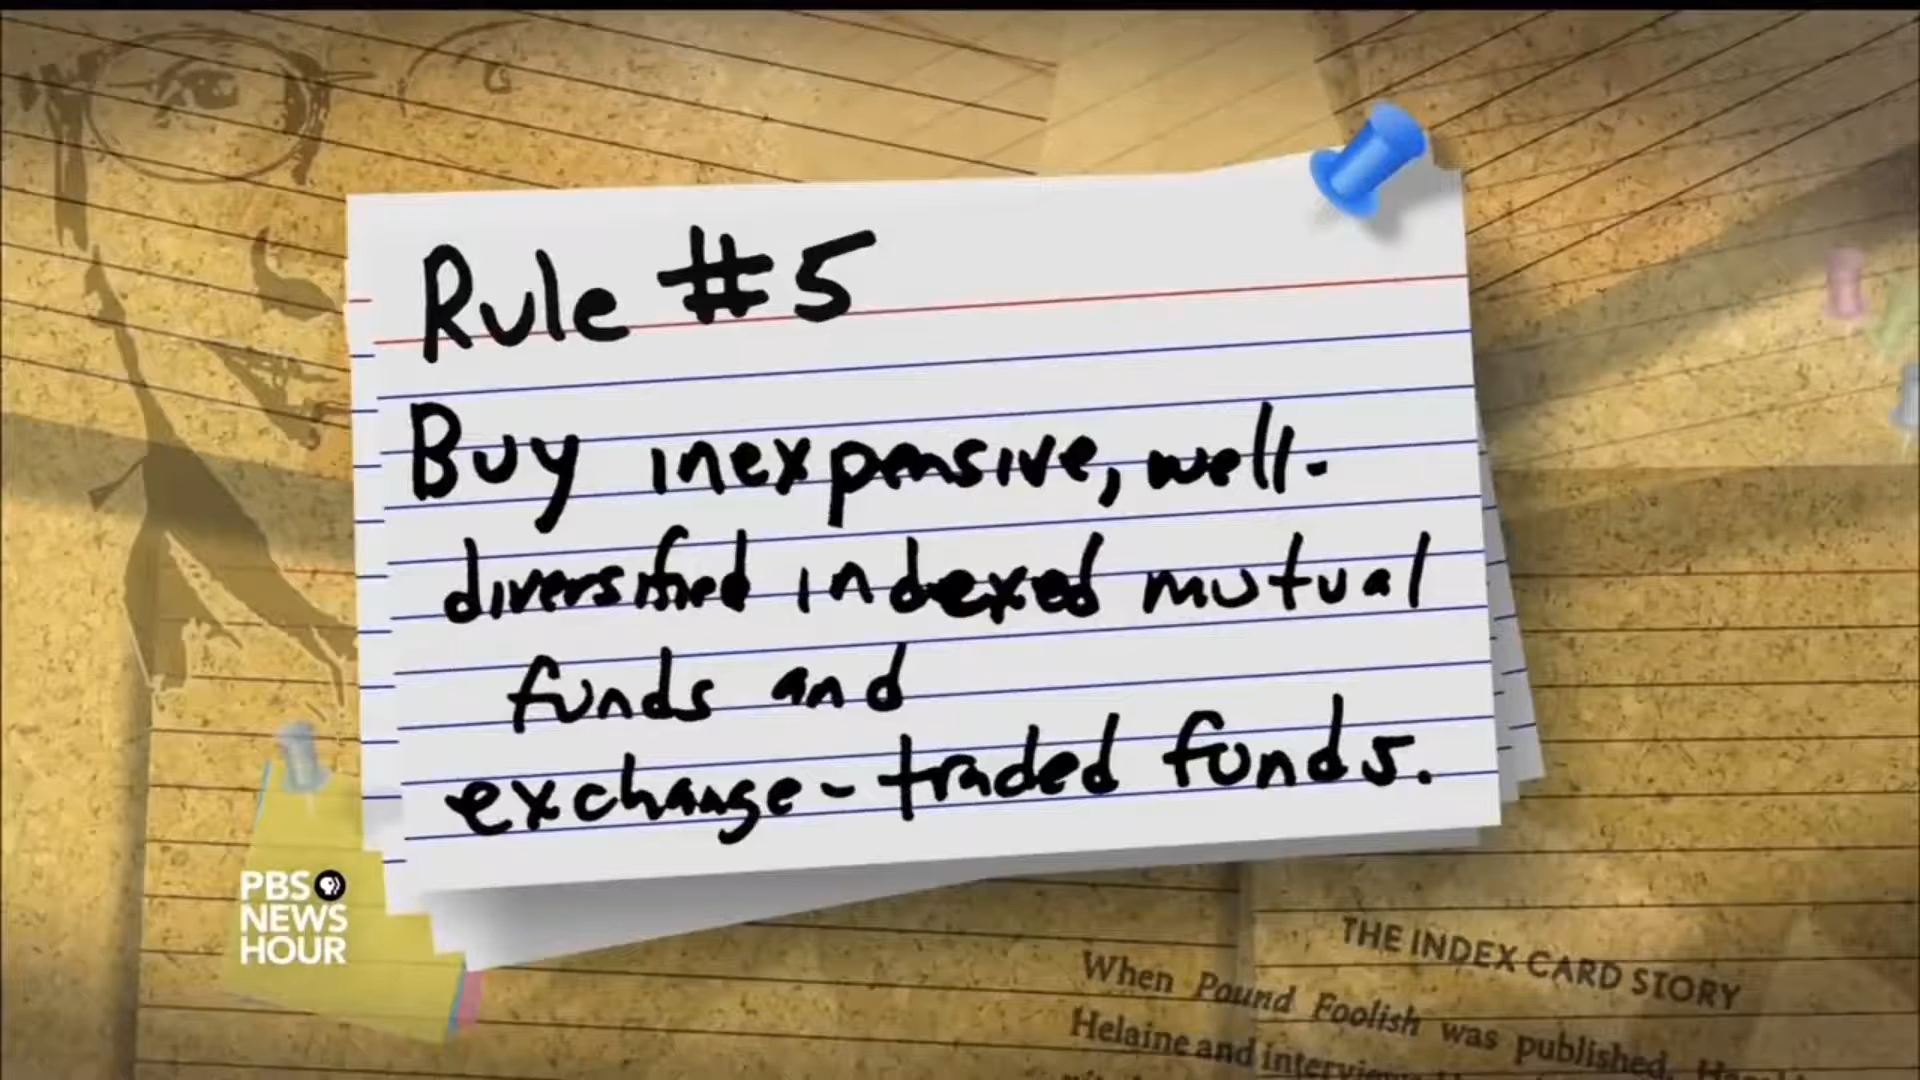 Rule #5
Buy inexpensive, well-
diversified indexed mutual
funds and
exchange-traded funds.
PBS
NEWS
HOUR
THE INDEX CARD STORY
When Pound Foolish was published,
Helaine and